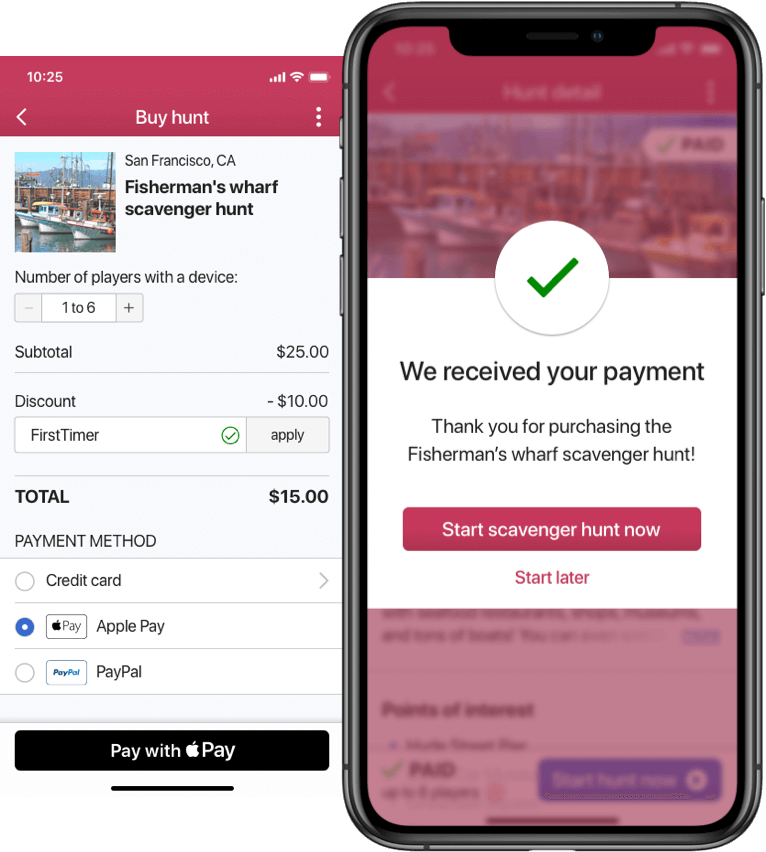 10:25
Buy hunt
San Francisco, CA
Fisherman's wharf
scavenger hunt
Number of players with a device:
− 1 to 6 +
Subtotal $25.00
Discount - $10.00
FirstTimer apply
TOTAL $15.00
PAYMENT METHOD
Credit card
Pay Apple Pay
PayPal PayPal
Pay with Pay
10:25
Hunt detail
PAID
We received your payment
Thank you for purchasing the
Fisherman’s wharf scavenger hunt!
Start scavenger hunt now
Start later
with seafood restaurants, shops, museums,
and tons of boats! You can even
Points of interest
PAID
up to 6 players
Start hunt now